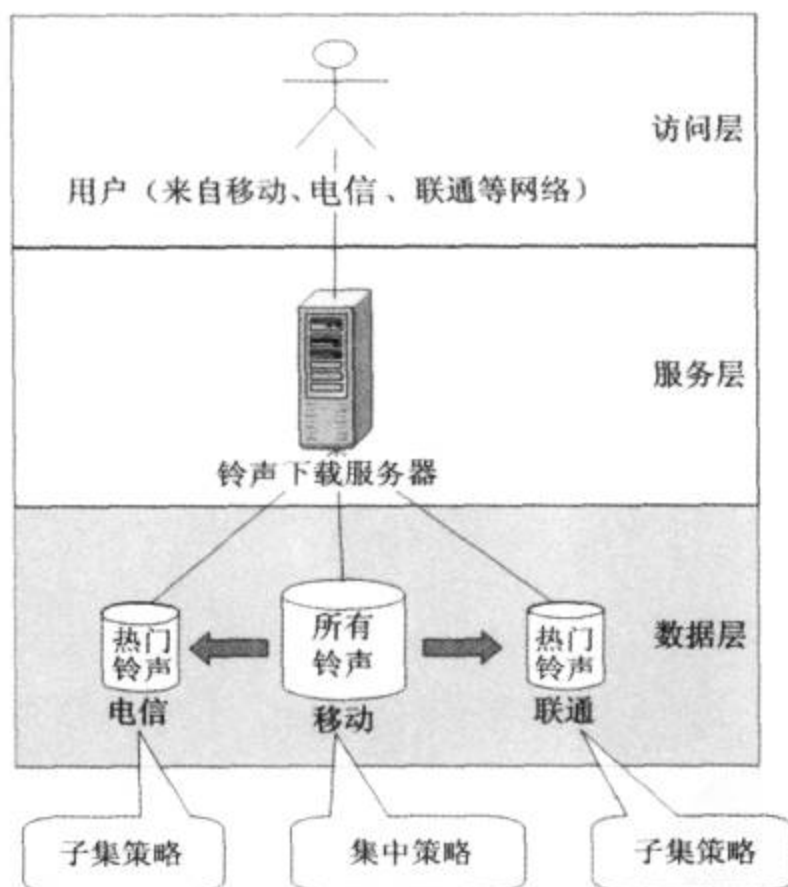 访问层
用户（来自移动、电信、联通等网络）
服务层
铃声下载服务器
热门
铃声
电信
所有
铃声
移动
热门
铃声
联通
数据层
子集策略
集中策略
子集策略